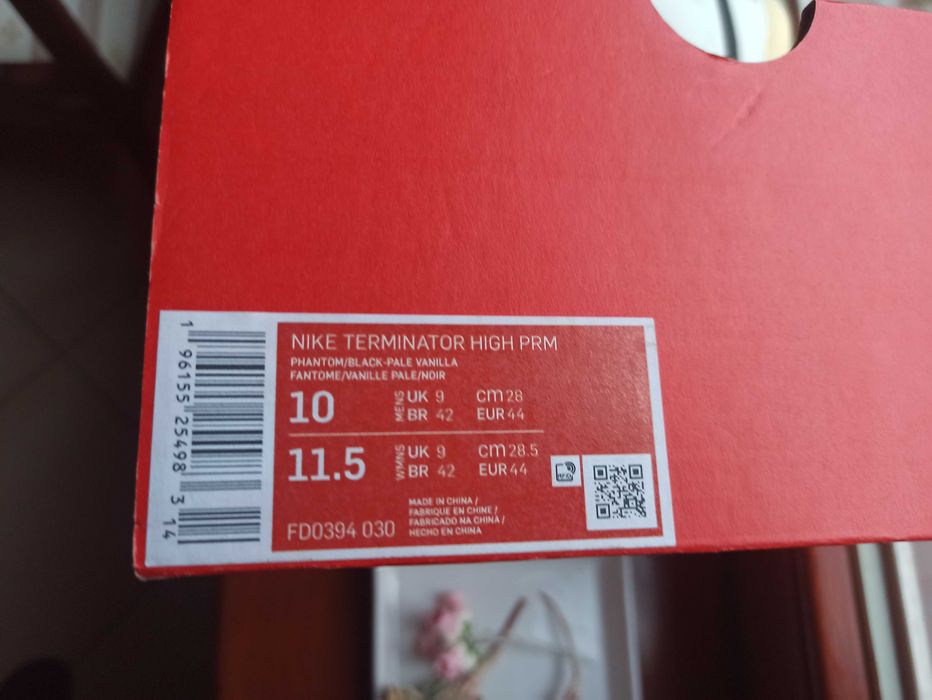 1 96155 25498 3 14
NIKE TERMINATOR HIGH PRM
PHANTOM/BLACK-PALE VANILLA
FANTOME/VANILLE PALE/NOIR
10 MENS UK 9 CM 28
BR 42 EUR 44
11.5 WMNS UK 9 CM 28.5
BR 42 EUR 44
FD0394 030
MADE IN CHINA /
FABRIQUE EN CHINE /
FABRICADO NA CHINA /
HECHO EN CHINA